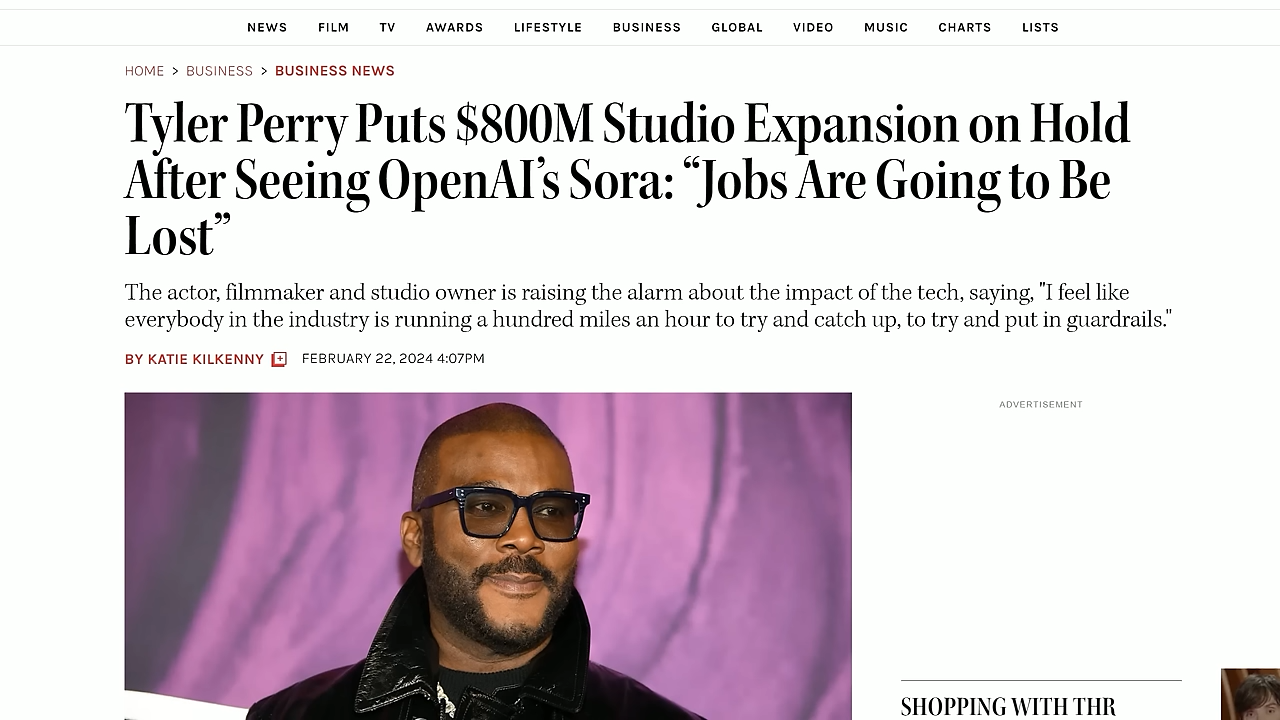 NEWS FILM TV AWARDS LIFESTYLE BUSINESS GLOBAL VIDEO MUSIC CHARTS LISTS
HOME > BUSINESS > BUSINESS NEWS
Tyler Perry Puts $800M Studio Expansion on Hold
After Seeing OpenAI’s Sora: “Jobs Are Going to Be
Lost”
The actor, filmmaker and studio owner is raising the alarm about the impact of the tech, saying, "I feel like
everybody in the industry is running a hundred miles an hour to try and catch up, to try and put in guardrails."
BY KATIE KILKENNY FEBRUARY 22, 2024 4:07PM
ADVERTISEMENT
SHOPPING WITH THR